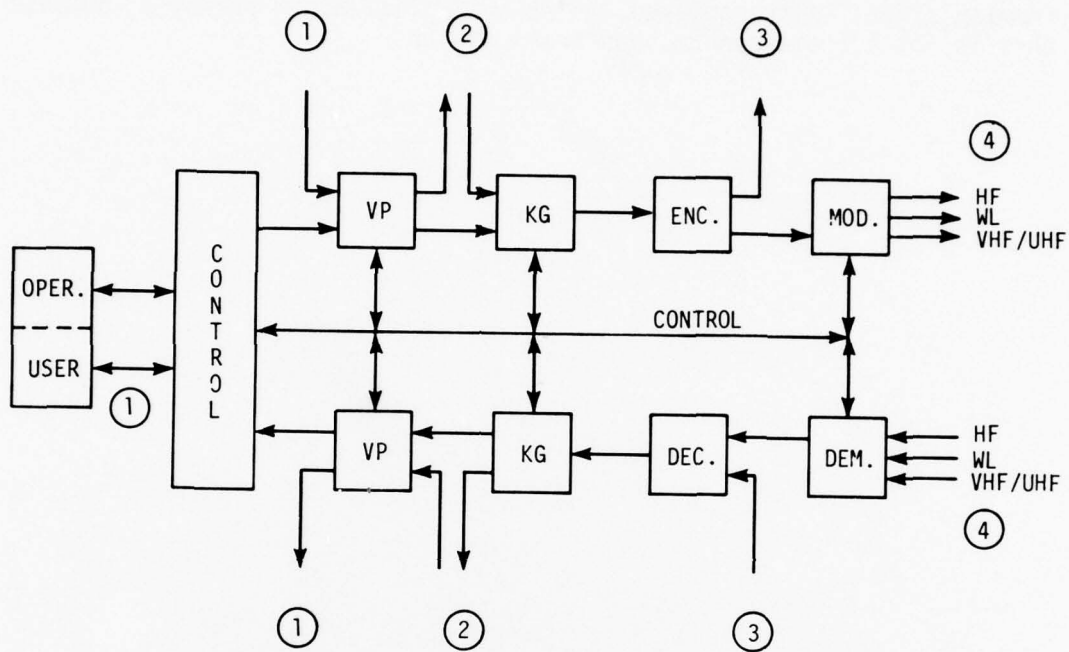 1
2
3
4
HF
WL
VHF/UHF
VP
KG
ENC.
MOD.
CONTROL
OPER.
USER
1
CONTROL
VP
KG
DEC.
DEM.
HF
WL
VHF/UHF
4
1
2
3